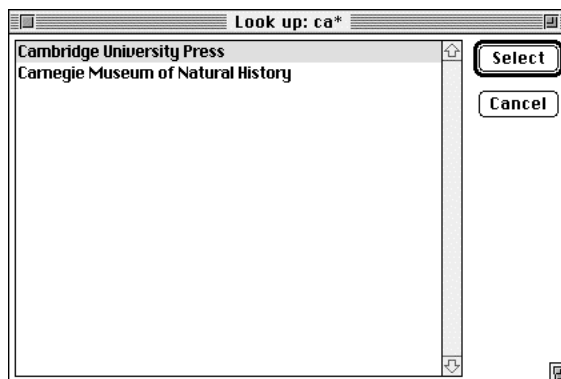 Look up: ca*
Cambridge University Press
Carnegie Museum of Natural History
Select
Cancel